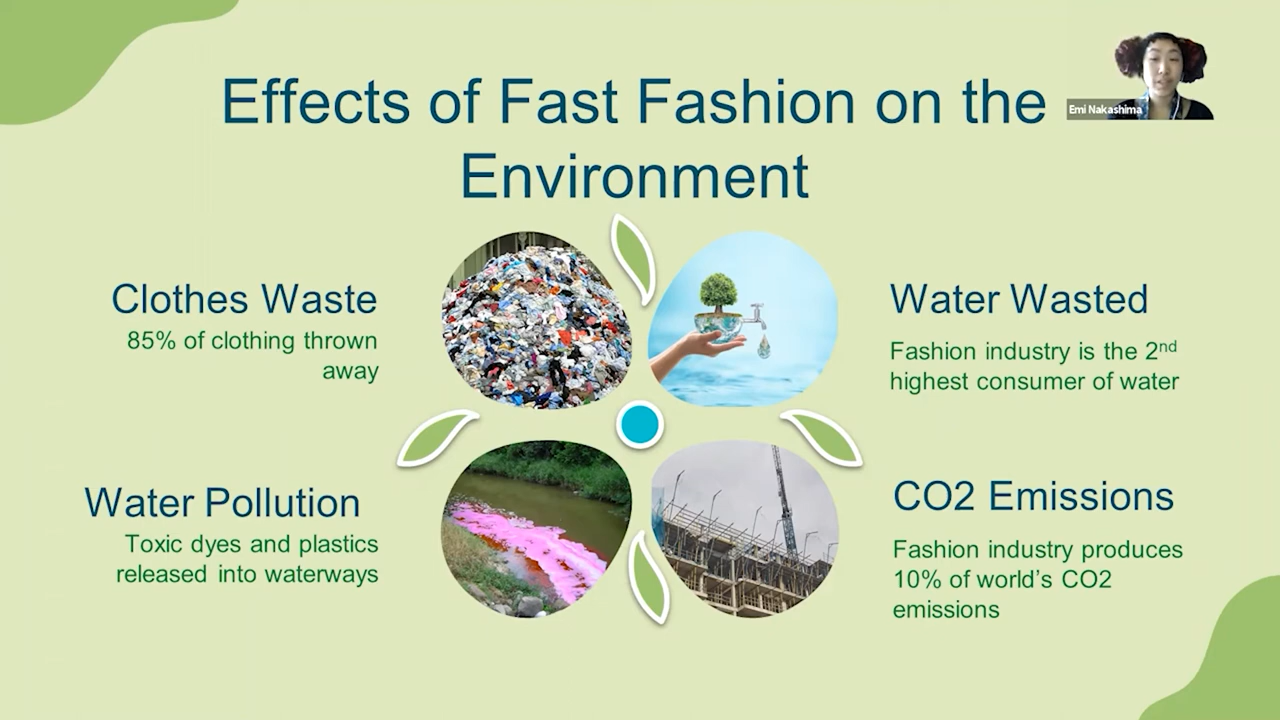 Effects of Fast Fashion on the
Environment
Emi Nakashima
Clothes Waste
85% of clothing thrown
away
Water Wasted
Fashion industry is the 2nd
highest consumer of water
Water Pollution
Toxic dyes and plastics
released into waterways
CO2 Emissions
Fashion industry produces
10% of world’s CO2
emissions